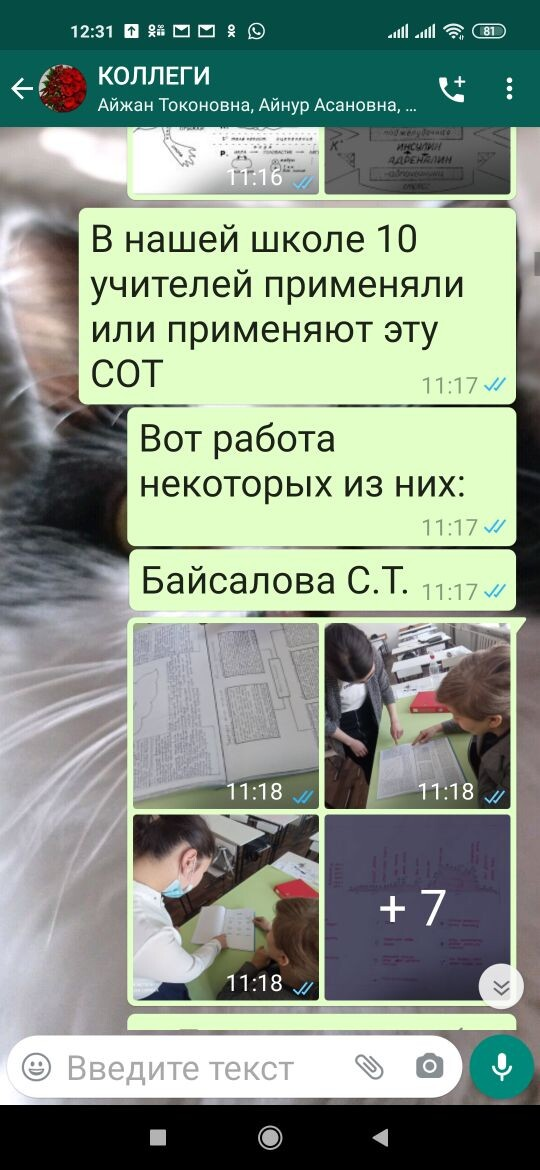 12:31
81
КОЛЛЕГИ
Айжан Токоновна, Айнур Асановна, ...
поджелудочная
К⁺
ИНСУЛИН
АДРЕНАЛИН
11:16
В нашей школе 10
учителей применяли
или применяют эту
СОТ
11:17
Вот работа
некоторых из них:
11:17
Байсалова С.Т.
11:17
11:18
11:18
11:18
+ 7
Введите текст